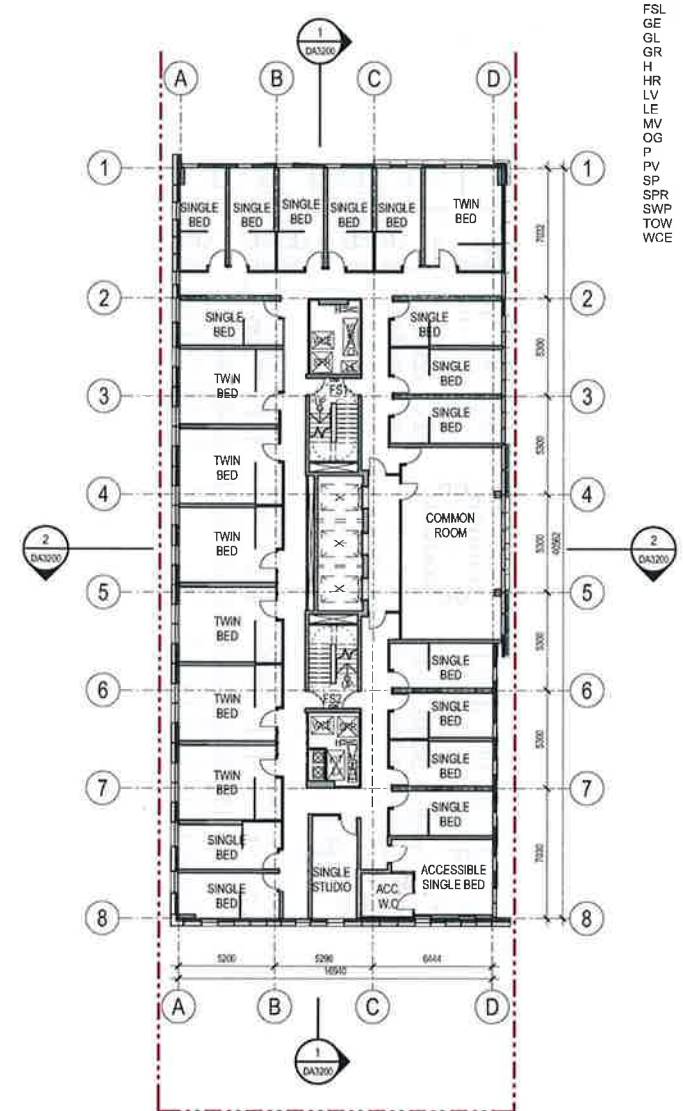 FSL
GE
GL
GR
H
HR
LV
LE
MV
OG
P
PV
SP
SPR
SWP
TOW
WCE
1
DA3200
A
B
C
D
1
1
SINGLE
BED
SINGLE
BED
SINGLE
BED
SINGLE
BED
SINGLE
BED
TWIN
BED
7032
2
2
SINGLE
BED
SINGLE
BED
5300
TWIN
BED
SINGLE
BED
3
FS1
3
SINGLE
BED
UP
TWIN
BED
5300
4
4
COMMON
ROOM
TWIN
BED
2
DA3200
5300
40562
2
DA3200
5
5
TWIN
BED
5300
SINGLE
BED
UP
6
6
TWIN
BED
FS2
SINGLE
BED
5300
SINGLE
BED
TWIN
BED
7
7
SINGLE
BED
SINGLE
BED
7030
SINGLE
STUDIO
ACCESSIBLE
SINGLE BED
SINGLE
BED
ACC.
W.C
8
8
5200
5296
6444
16940
A
B
C
D
1
DA3200